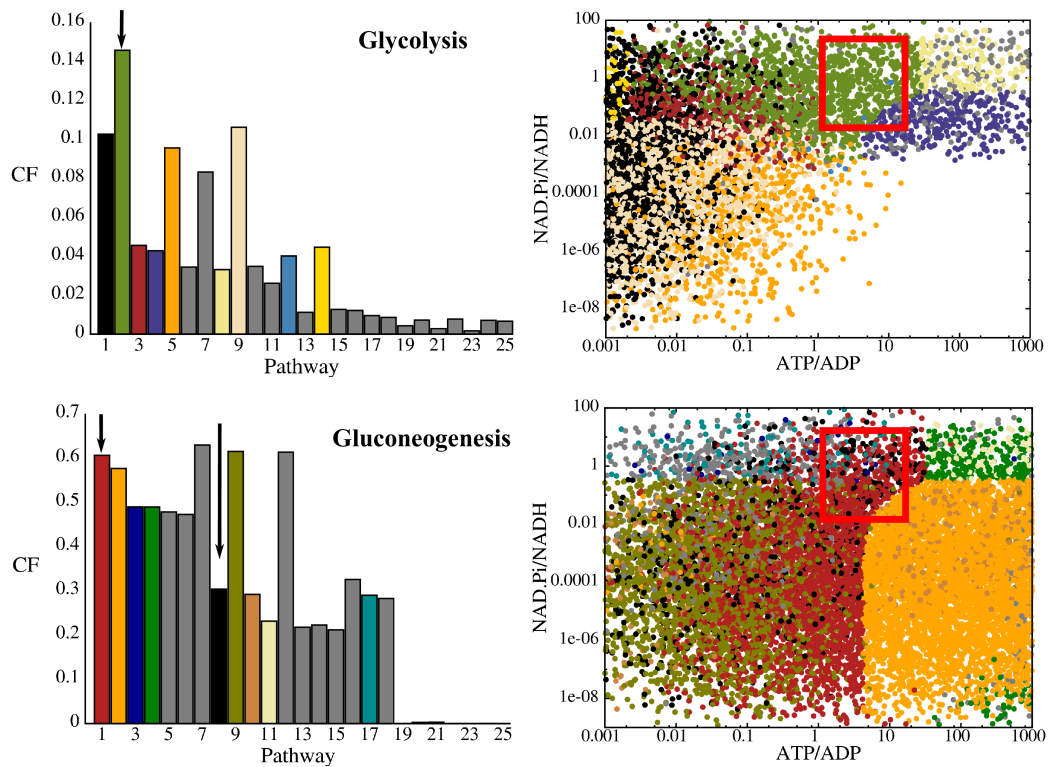 0.16
0.14
0.12
0.1
0.08
0.06
0.04
0.02
0
CF
Glycolysis
1 3 5 7 9 11 13 15 17 19 21 23 25
Pathway
100
1
0.01
0.0001
1e-06
1e-08
NAD.Pi/NADH
0.001 0.01 0.1 1 10 100 1000
ATP/ADP
0.7
0.6
0.5
0.4
0.3
0.2
0.1
0
CF
Gluconeogenesis
1 3 5 7 9 11 13 15 17 19 21 23 25
Pathway
100
1
0.01
0.0001
1e-06
1e-08
NAD.Pi/NADH
0.001 0.01 0.1 1 10 100 1000
ATP/ADP